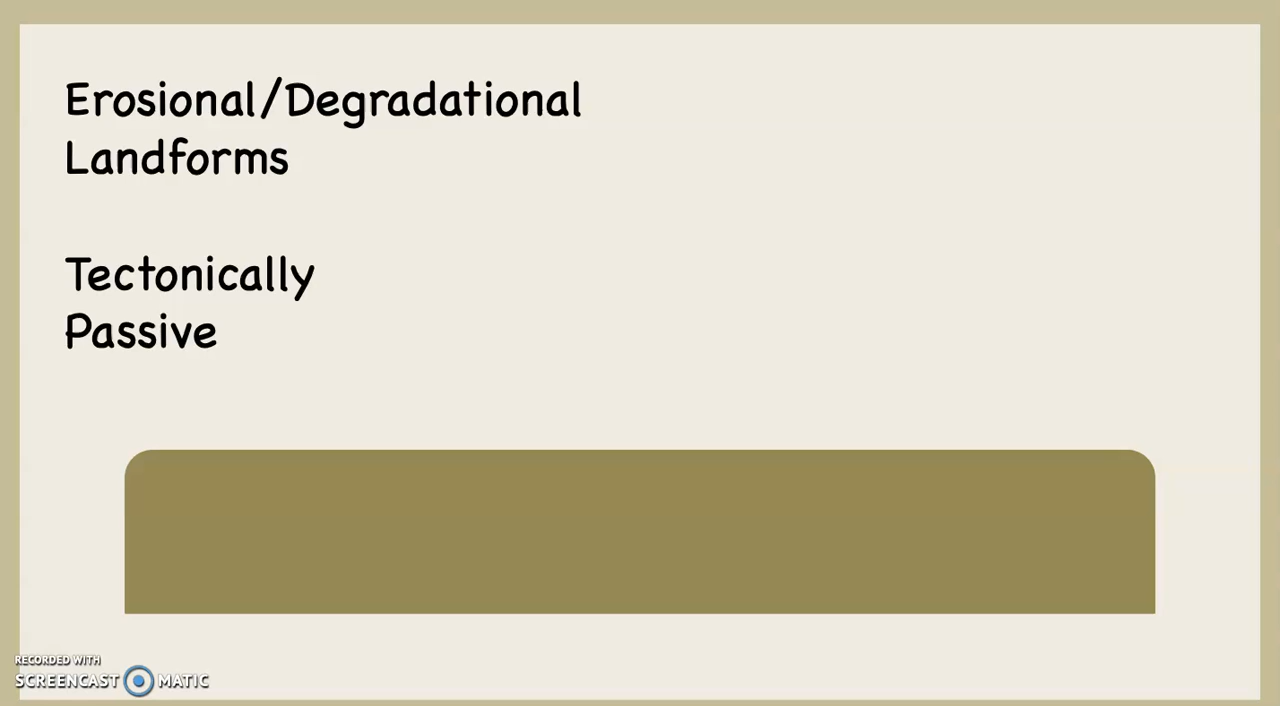 Erosional/Degradational
Landforms
Tectonically
Passive
RECORDED WITH
SCREENCAST MATIC